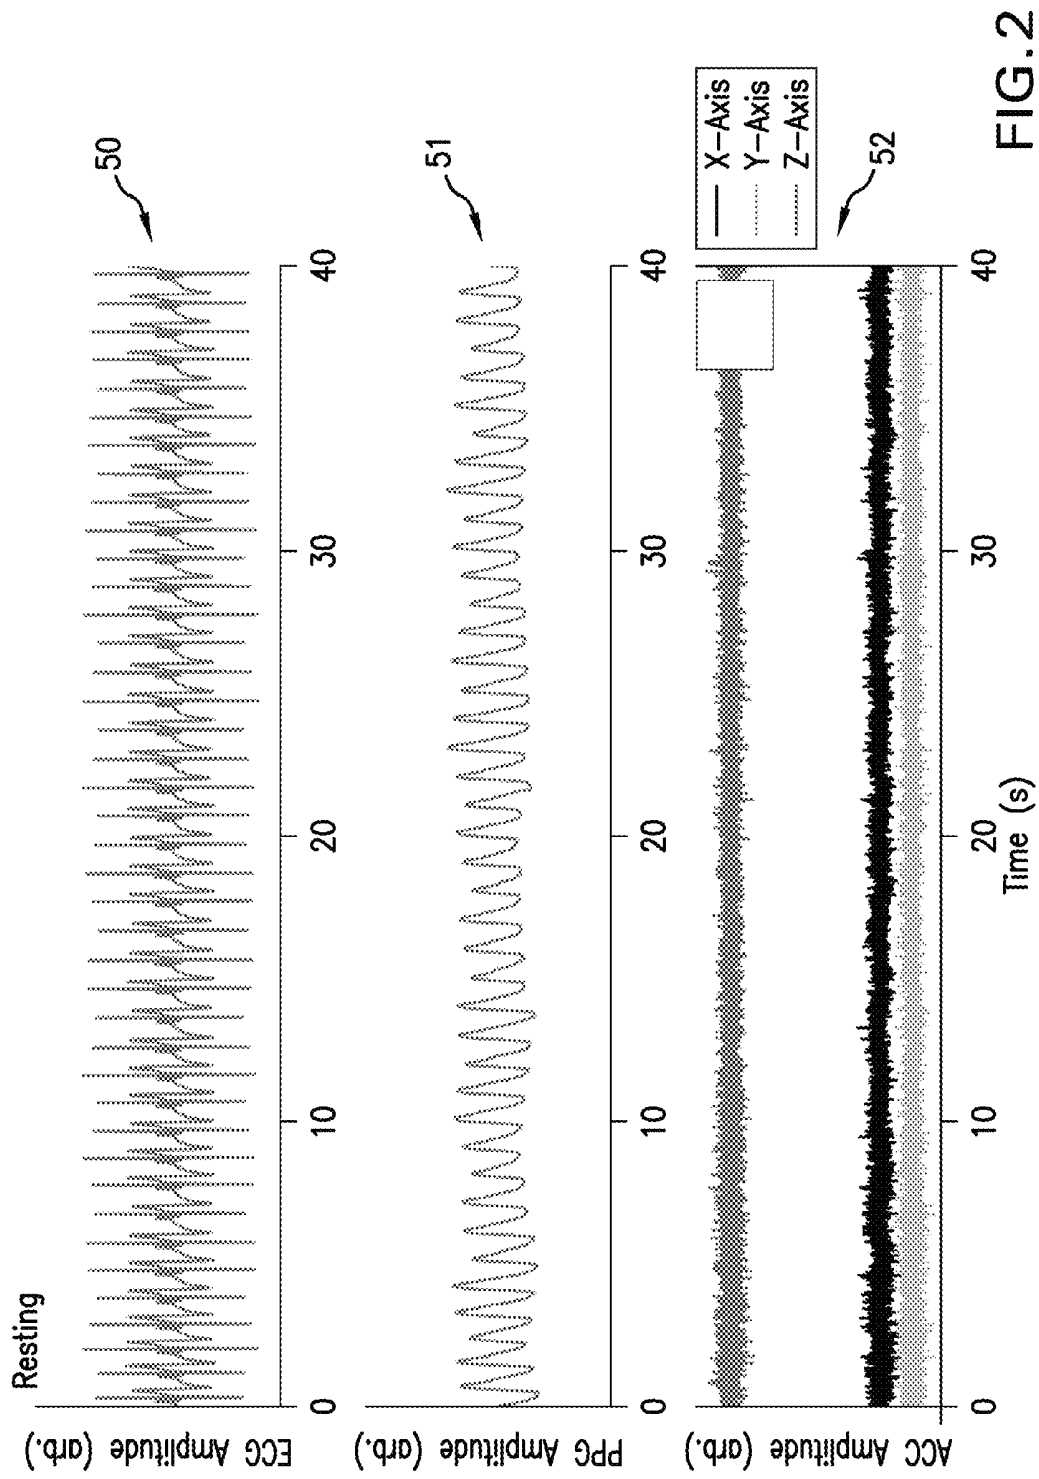 Resting
ECG Amplitude (arb.)
50
0 10 20 30 40
PPG Amplitude (arb.)
51
0 10 20 30 40
ACC Amplitude (arb.)
X-Axis
Y-Axis
Z-Axis
52
0 10 20 30 40
Time (s)
FIG.2